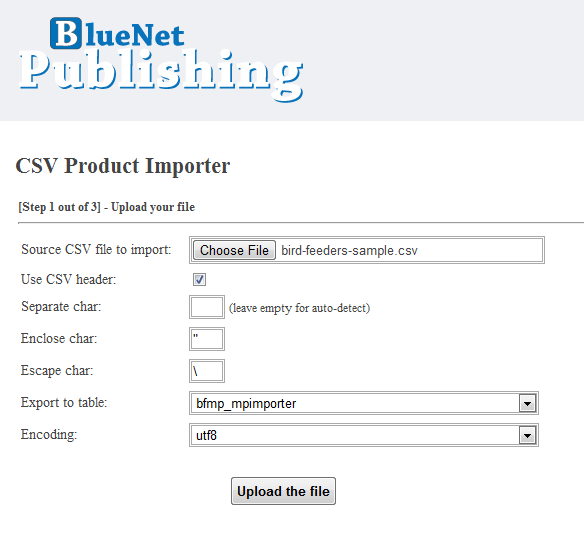 BlueNet
Publishing
CSV Product Importer
[Step 1 out of 3] - Upload your file
Source CSV file to import: Choose File bird-feeders-sample.csv
Use CSV header:
Separate char: (leave empty for auto-detect)
Enclose char: "
Escape char: \
Export to table: bfmp_mpimporter
Encoding: utf8
Upload the file